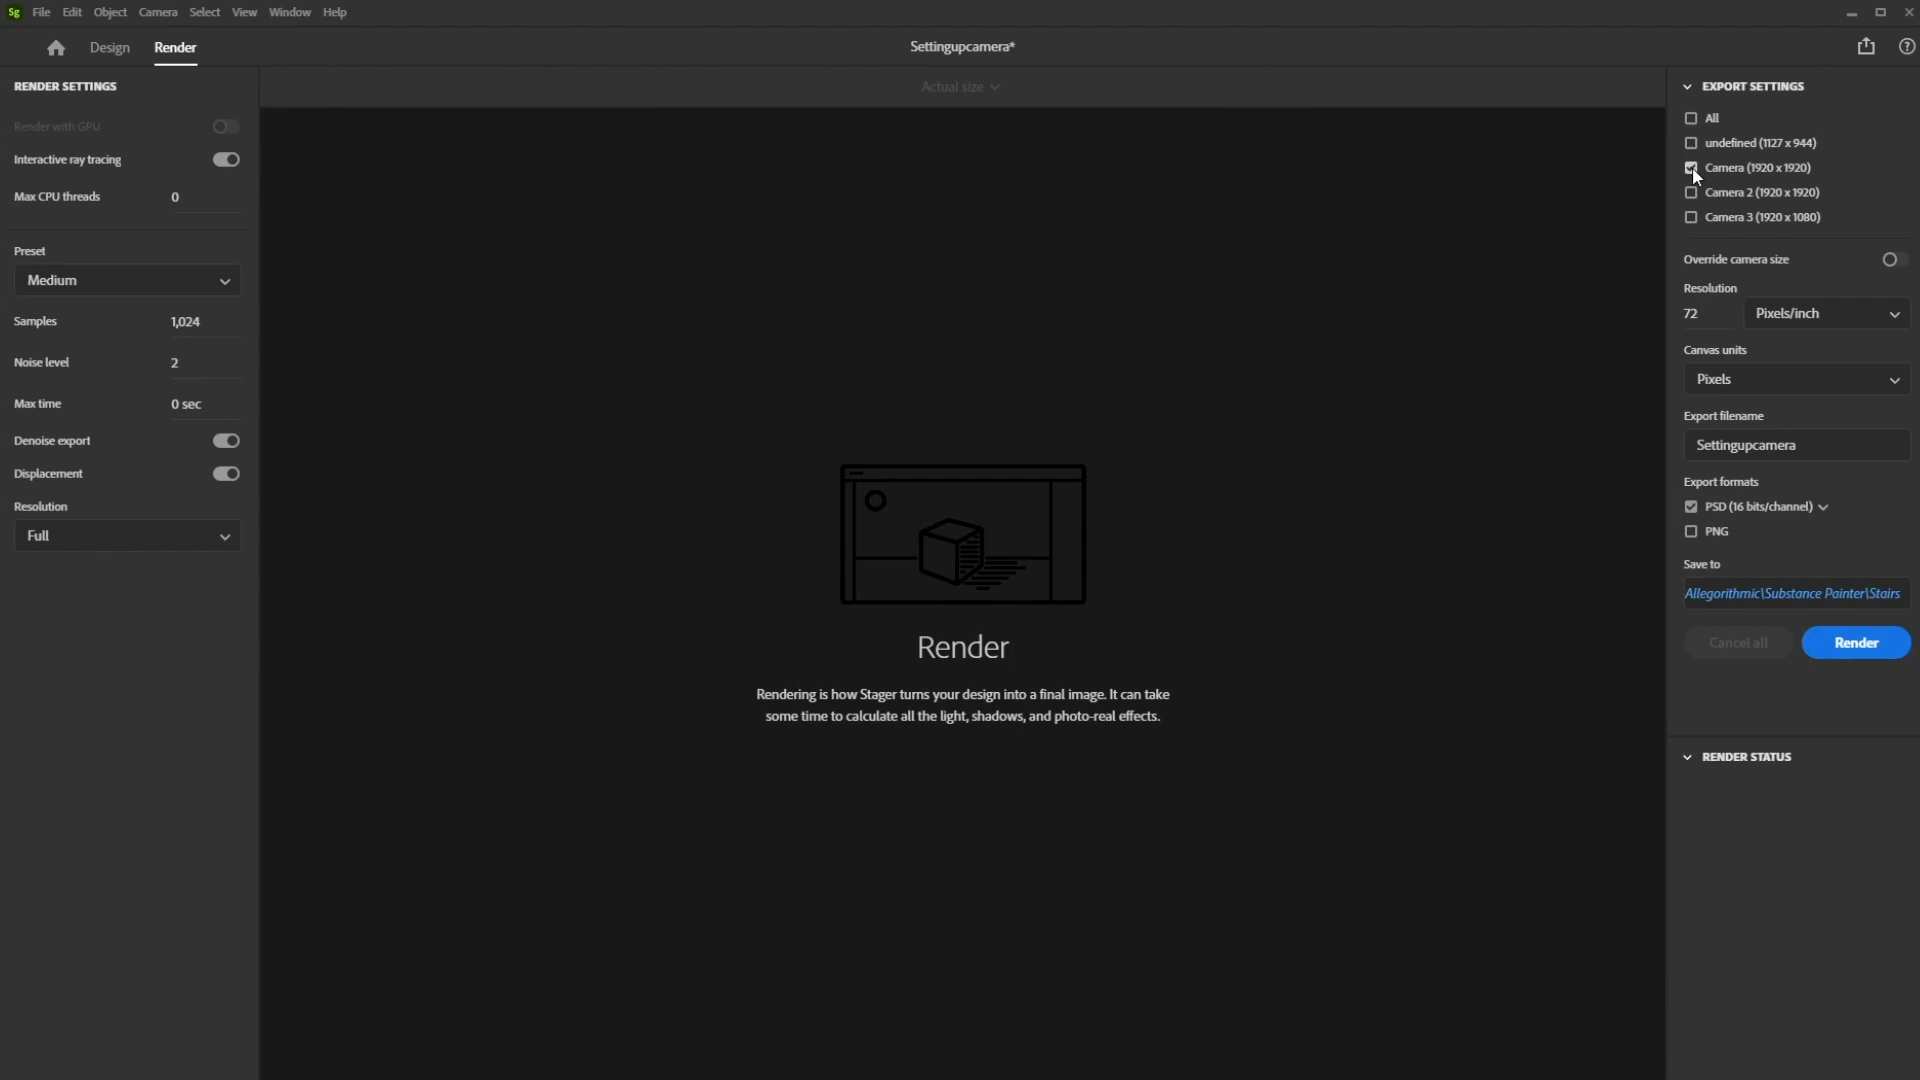 Sg File Edit Object Camera Select View Window Help
Design Render
Settingupcamera*
RENDER SETTINGS
Render with GPU
Interactive ray tracing
Max CPU threads 0
Preset
Medium
Samples 1,024
Noise level 2
Max time 0 sec
Denoise export
Displacement
Resolution
Full
Actual size
Render
Rendering is how Stager turns your design into a final image. It can take
some time to calculate all the light, shadows, and photo-real effects.
EXPORT SETTINGS
All
undefined (1127 x 944)
Camera (1920 x 1920)
Camera 2 (1920 x 1920)
Camera 3 (1920 x 1080)
Override camera size
Resolution
72 Pixels/inch
Canvas units
Pixels
Export filename
Settingupcamera
Export formats
PSD (16 bits/channel)
PNG
Save to
Allegorithmic\Substance Painter\Stairs
Cancel all Render
RENDER STATUS